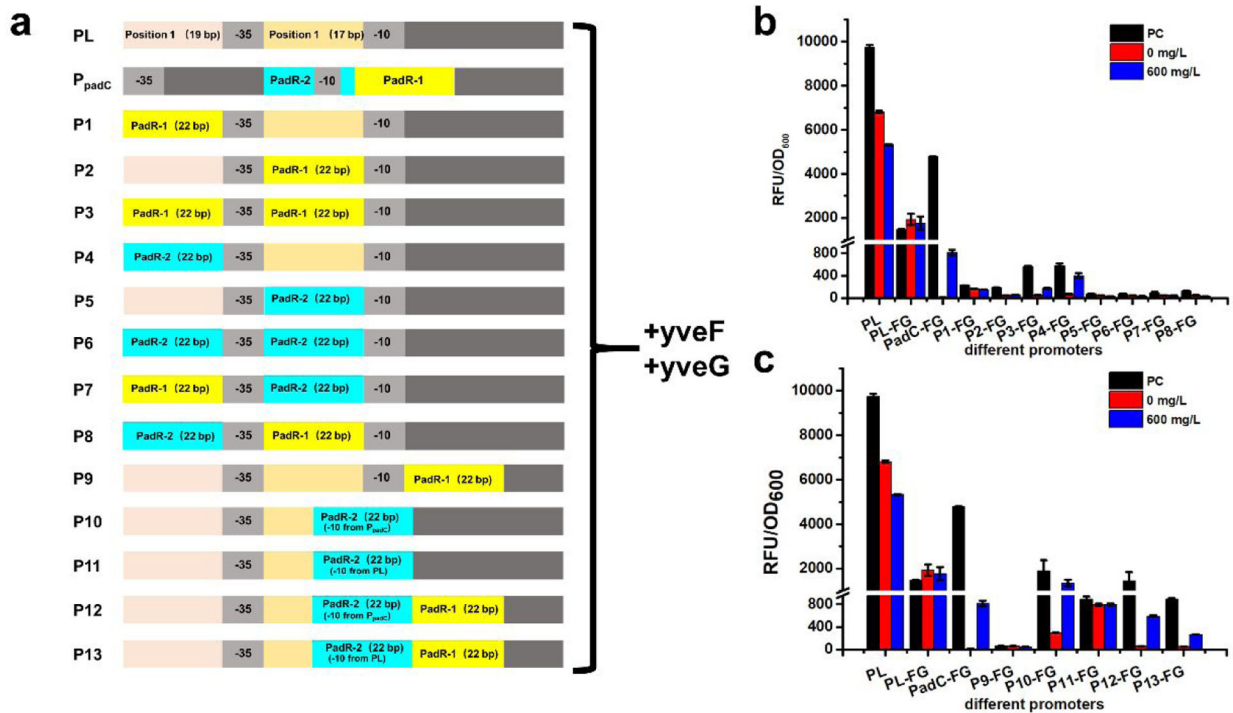 a
PL Position 1 (19 bp) -35 Position 1 (17 bp) -10
PpadC -35 PadR-2 -10 PadR-1
P1 PadR-1 (22 bp) -35 -10
P2 -35 PadR-1 (22 bp) -10
P3 PadR-1 (22 bp) -35 PadR-1 (22 bp) -10
P4 PadR-2 (22 bp) -35 -10
P5 -35 PadR-2 (22 bp) -10
P6 PadR-2 (22 bp) -35 PadR-2 (22 bp) -10
P7 PadR-1 (22 bp) -35 PadR-2 (22 bp) -10
P8 PadR-2 (22 bp) -35 PadR-1 (22 bp) -10
P9 -35 -10 PadR-1 (22 bp)
P10 -35 PadR-2 (22 bp)
(-10 from PpadC)
P11 -35 PadR-2 (22 bp)
(-10 from PL)
P12 -35 PadR-2 (22 bp) PadR-1 (22 bp)
(-10 from PpadC)
P13 -35 PadR-2 (22 bp) PadR-1 (22 bp)
(-10 from PL)
+yveF
+yveG
b
PC
0 mg/L
600 mg/L
RFU/OD600
10000
8000
6000
4000
2000
800
400
0
PL PL-FG PadC-FG P1-FG P2-FG P3-FG P4-FG P5-FG P6-FG P7-FG P8-FG
different promoters
c
PC
0 mg/L
600 mg/L
RFU/OD600
10000
8000
6000
4000
2000
800
400
0
PL PL-FG PadC-FG P9-FG P10-FG P11-FG P12-FG P13-FG
different promoters